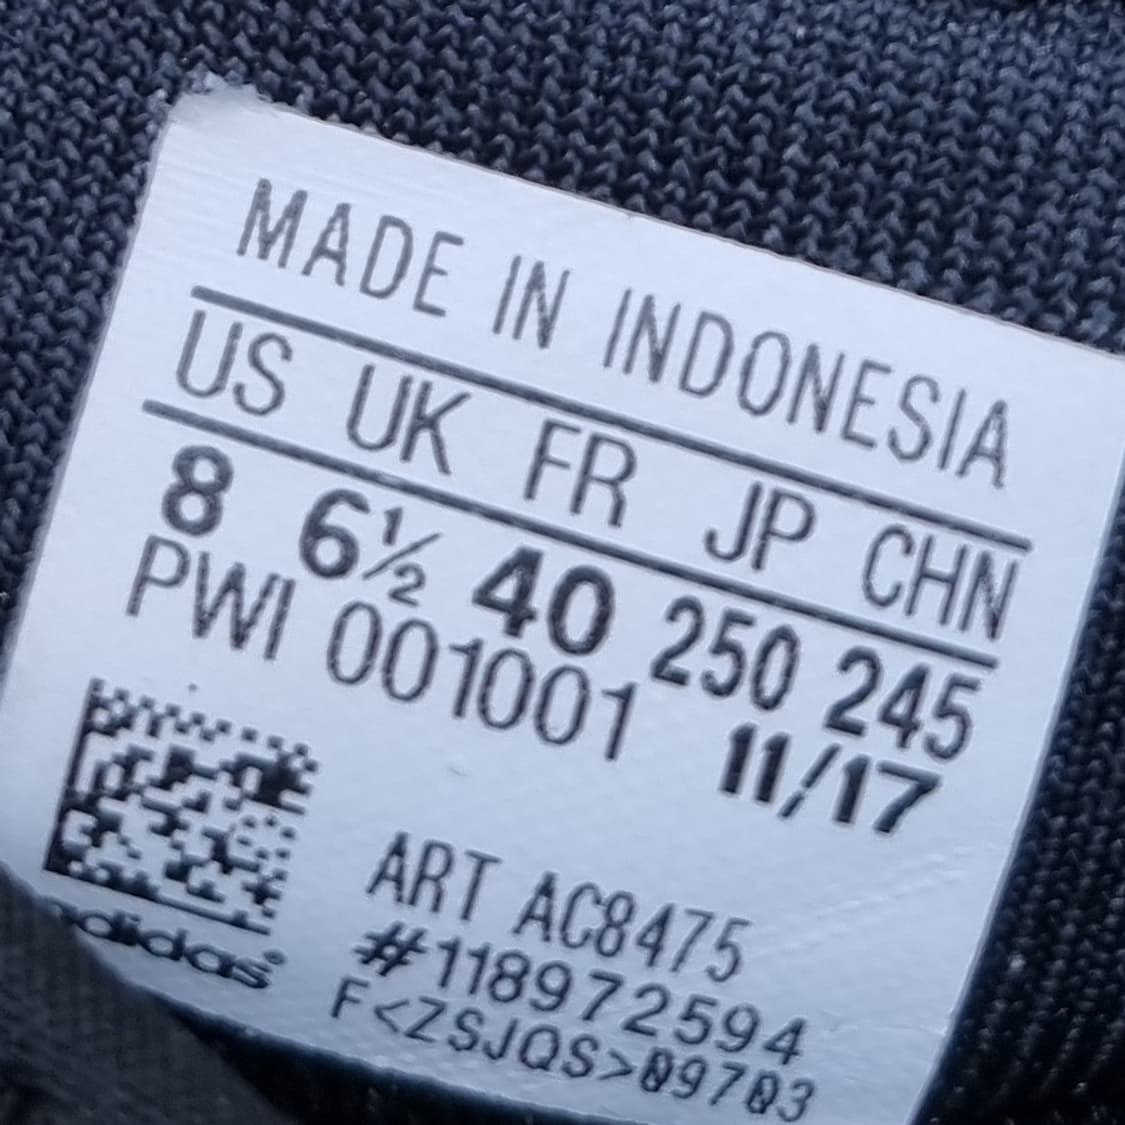 MADE IN INDONESIA
US UK FR JP CHN
8 6½ 40 250 245
PWI 001001 11/17
ART AC8475
#118972594
adidas
F<ZSJQS>09703